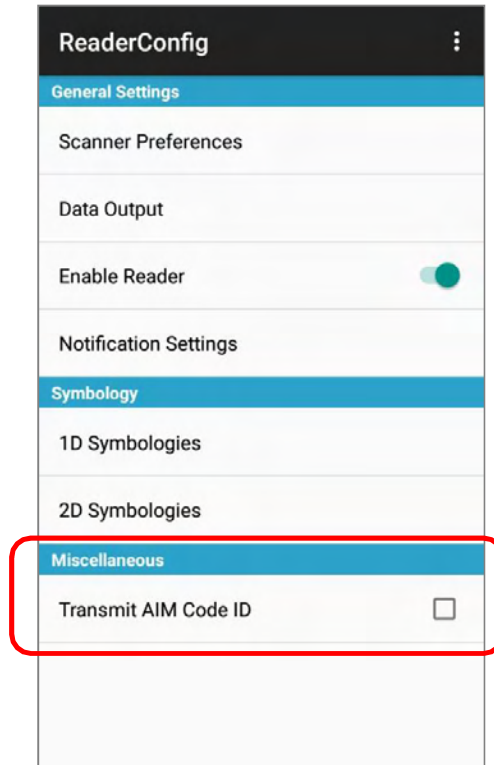 ReaderConfig
General Settings
Scanner Preferences
Data Output
Enable Reader
Notification Settings
Symbology
1D Symbologies
2D Symbologies
Miscellaneous
Transmit AIM Code ID